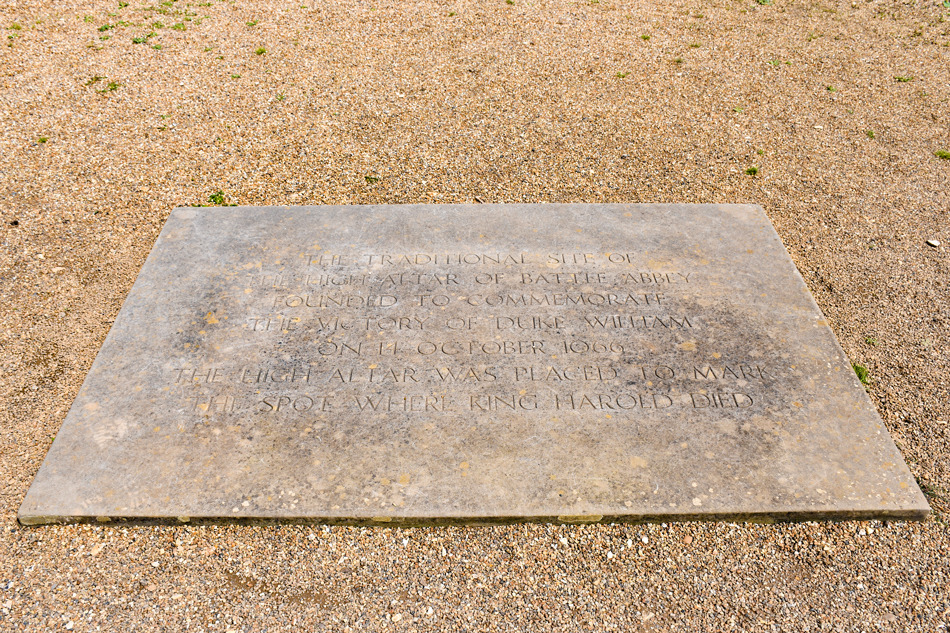 THE TRADITIONAL SITE OF
THE HIGH ALTAR OF BATTLE ABBEY
FOUNDED TO COMMEMORATE
THE VICTORY OF DUKE WILLIAM
ON 14 OCTOBER 1066
THE HIGH ALTAR WAS PLACED TO MARK
THE SPOT WHERE KING HAROLD DIED